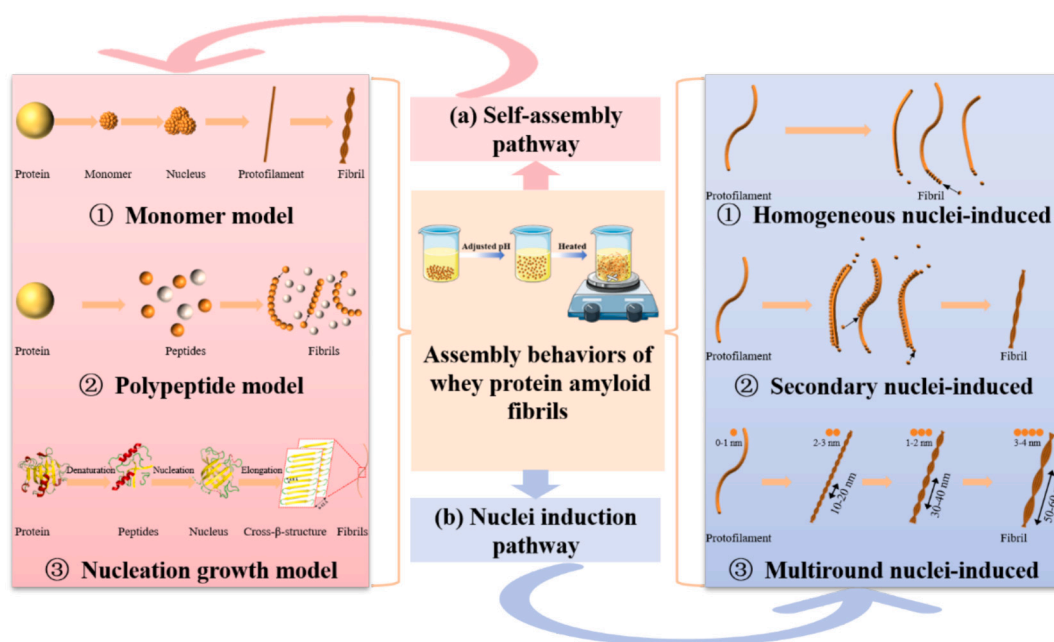 Protein
Monomer
Nucleus
Protofilament
Fibril
① Monomer model
Protein
Peptides
Fibrils
② Polypeptide model
Denaturation
Nucleation
Elongation
Protein
Peptides
Nucleus
Cross-β-structure
Fibrils
③ Nucleation growth model
(a) Self-assembly
pathway
Adjusted pH
Heated
Assembly behaviors of
whey protein amyloid
fibrils
(b) Nuclei induction
pathway
Protofilament
Fibril
① Homogeneous nuclei-induced
Protofilament
Fibril
② Secondary nuclei-induced
0-1 nm
2-3 nm
1-2 nm
3-4 nm
10-20 nm
30-40 nm
50-60
Protofilament
Fibril
③ Multiround nuclei-induced